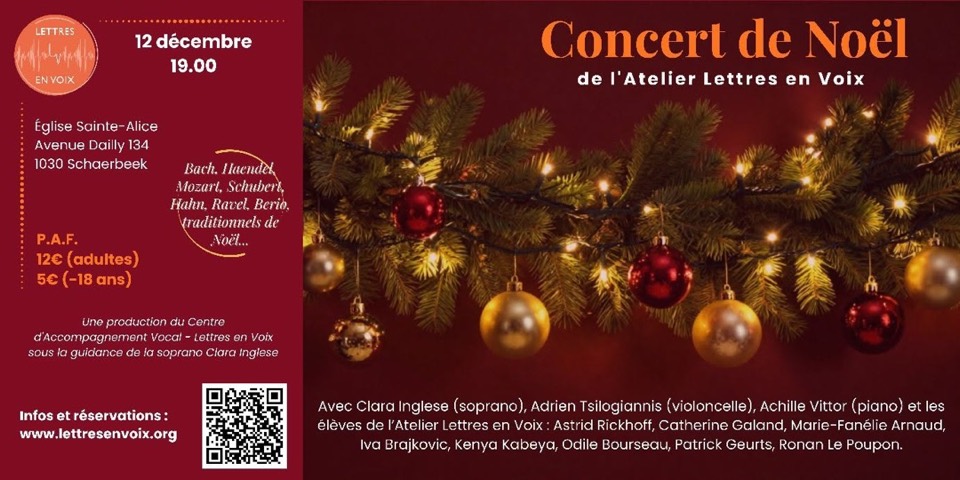 LETTRES
EN VOIX
12 décembre
19.00
Église Sainte-Alice
Avenue Dailly 134
1030 Schaerbeek
Bach, Haendel,
Mozart, Schubert,
Hahn, Ravel, Berio,
traditionnels de
Noël...
P.A.F.
12€ (adultes)
5€ (-18 ans)
Une production du Centre
d'Accompagnement Vocal - Lettres en Voix
sous la guidance de la soprano Clara Inglese
Infos et réservations :
www.lettresenvoix.org
Concert de Noël
de l'Atelier Lettres en Voix
Avec Clara Inglese (soprano), Adrien Tsilogiannis (violoncelle), Achille Vittor (piano) et les
élèves de l'Atelier Lettres en Voix : Astrid Rickhoff, Catherine Galand, Marie-Fanélie Arnaud,
Iva Brajkovic, Kenya Kabeya, Odile Bourseau, Patrick Geurts, Ronan Le Poupon.